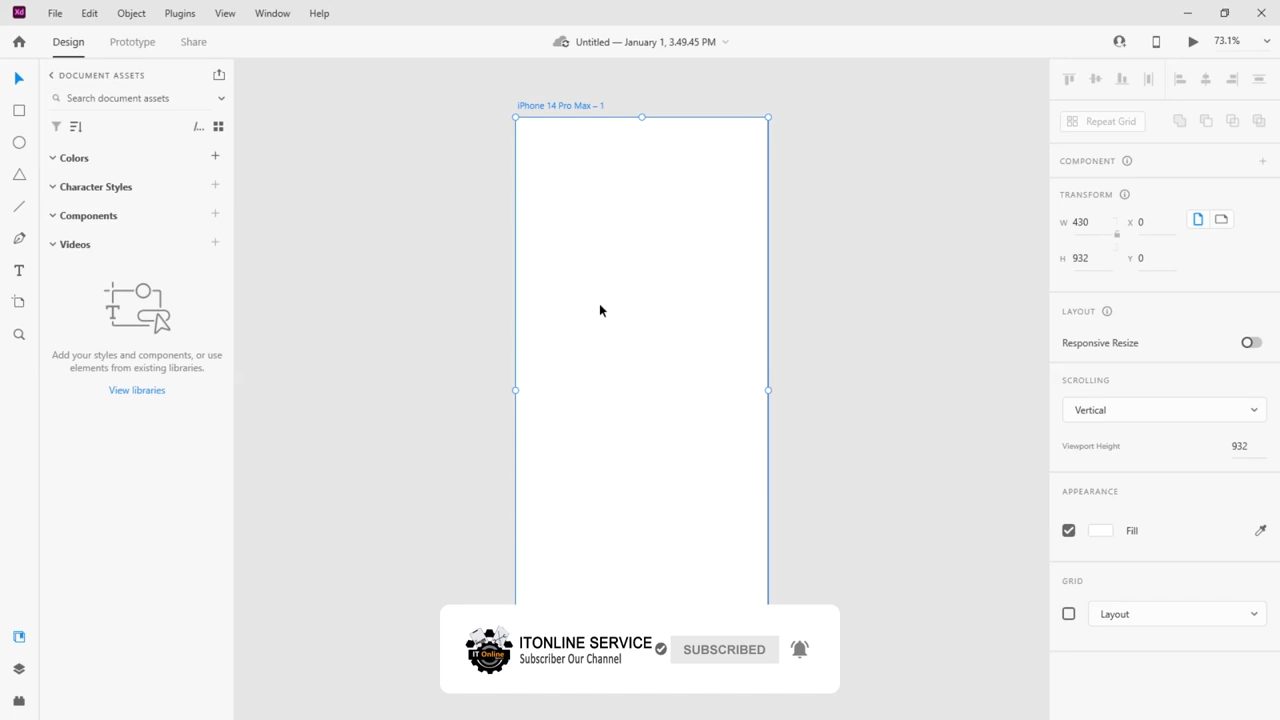 Xd
File
Edit
Object
Plugins
View
Window
Help
Design
Prototype
Share
Untitled — January 1, 3.49.45 PM
73.1%
DOCUMENT ASSETS
Search document assets
Colors
Character Styles
Components
Videos
Add your styles and components, or use
elements from existing libraries.
View libraries
iPhone 14 Pro Max – 1
Repeat Grid
COMPONENT
TRANSFORM
W 430
X 0
H 932
Y 0
LAYOUT
Responsive Resize
SCROLLING
Vertical
Viewport Height
932
APPEARANCE
Fill
GRID
Layout
IT Online
ITONLINE SERVICE
Subscriber Our Channel
SUBSCRIBED